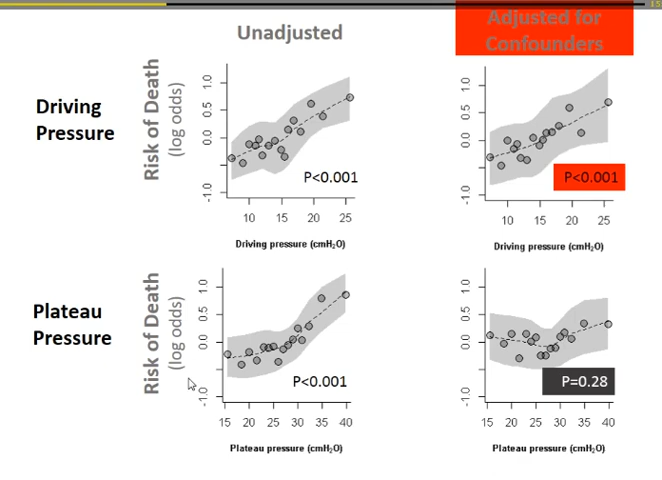 15
Unadjusted
Adjusted for
Confounders
Driving
Pressure
Risk of Death
(log odds)
1.0
0.5
0.0
-1.0
P<0.001
10 15 20 25
Driving pressure (cmH₂O)
1.0
0.5
0.0
-1.0
P<0.001
10 15 20 25
Driving pressure (cmH₂O)
Plateau
Pressure
Risk of Death
(log odds)
1.0
0.5
0.0
-1.0
P<0.001
15 20 25 30 35 40
Plateau pressure (cmH₂O)
1.0
0.5
0.0
-1.0
P=0.28
15 20 25 30 35 40
Plateau pressure (cmH₂O)